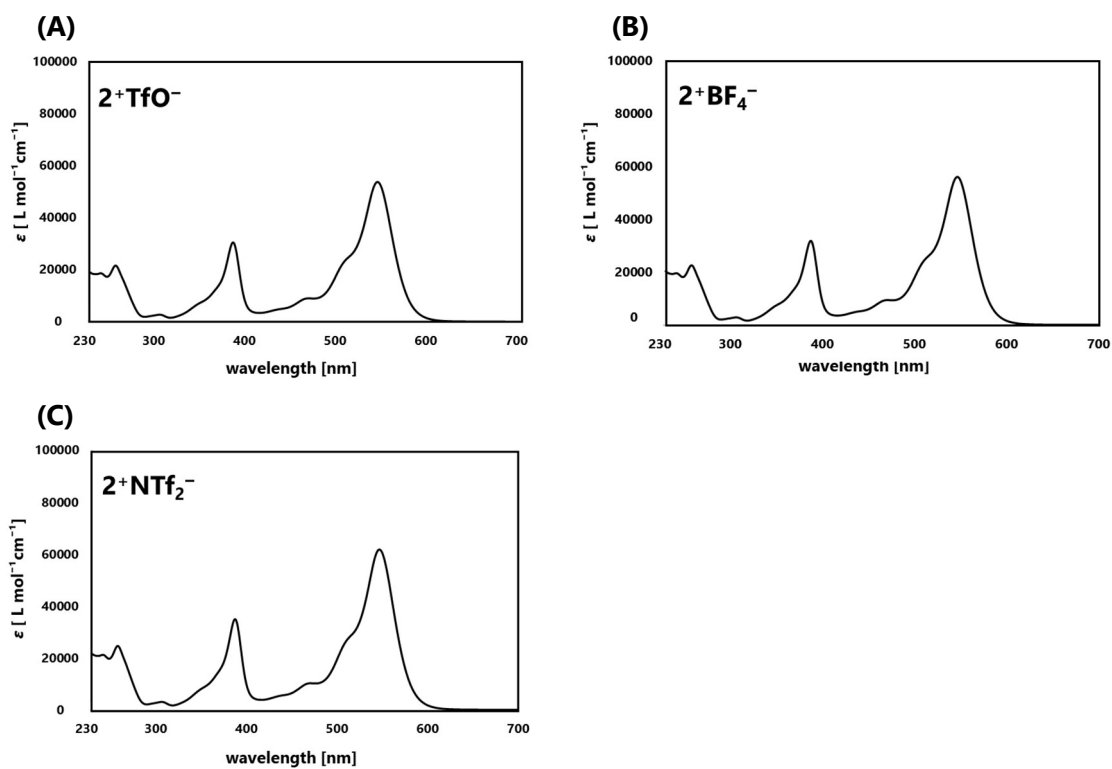 (A)
2⁺TfO⁻
ε [ L mol⁻¹cm⁻¹]
100000
80000
60000
40000
20000
0
230 300 400 500 600 700
wavelength [nm]
(B)
2⁺BF₄⁻
ε [ L mol⁻¹cm⁻¹]
100000
80000
60000
40000
20000
0
230 300 400 500 600 700
wavelength [nm]
(C)
2⁺NTf₂⁻
ε [ L mol⁻¹cm⁻¹]
100000
80000
60000
40000
20000
0
230 300 400 500 600 700
wavelength [nm]